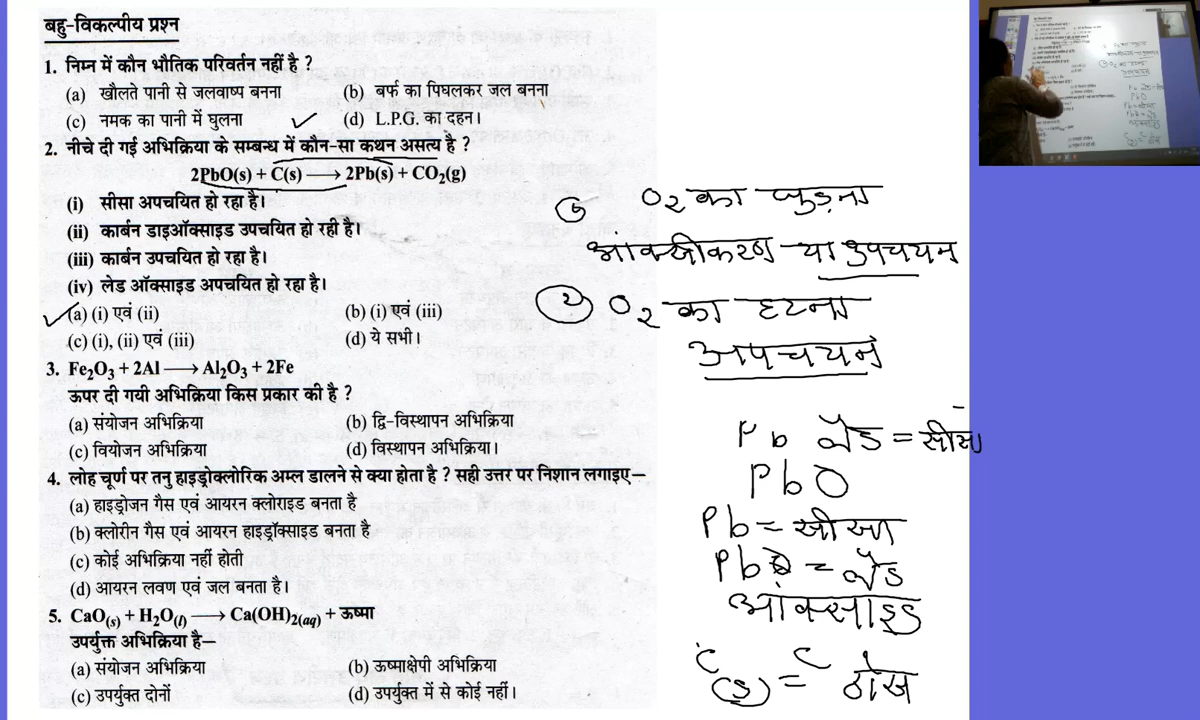 बहु-विकल्पीय प्रश्न
1. निम्न में कौन भौतिक परिवर्तन नहीं है ?
(a) खौलते पानी से जलवाष्प बनना (b) बर्फ का पिघलकर जल बनना
(c) नमक का पानी में घुलना (d) L.P.G. का दहन।
2. नीचे दी गई अभिक्रिया के सम्बन्ध में कौन-सा कथन असत्य है ?
2PbO(s) + C(s) ⟶ 2Pb(s) + CO₂(g)
(i) सीसा अपचयित हो रहा है।
(ii) कार्बन डाइऑक्साइड उपचयित हो रही है।
(iii) कार्बन उपचयित हो रहा है।
(iv) लेड ऑक्साइड अपचयित हो रहा है।
(a) (i) एवं (ii) (b) (i) एवं (iii)
(c) (i), (ii) एवं (iii) (d) ये सभी।
3. Fe₂O₃ + 2Al ⟶ Al₂O₃ + 2Fe
ऊपर दी गयी अभिक्रिया किस प्रकार की है ?
(a) संयोजन अभिक्रिया (b) द्वि-विस्थापन अभिक्रिया
(c) वियोजन अभिक्रिया (d) विस्थापन अभिक्रिया।
4. लोह चूर्ण पर तनु हाइड्रोक्लोरिक अम्ल डालने से क्या होता है ? सही उत्तर पर निशान लगाइए—
(a) हाइड्रोजन गैस एवं आयरन क्लोराइड बनता है
(b) क्लोरीन गैस एवं आयरन हाइड्रॉक्साइड बनता है
(c) कोई अभिक्रिया नहीं होती
(d) आयरन लवण एवं जल बनता है।
5. CaO(s) + H₂O(l) ⟶ Ca(OH)₂(aq) + ऊष्मा
उपर्युक्त अभिक्रिया है—
(a) संयोजन अभिक्रिया (b) ऊष्माक्षेपी अभिक्रिया
(c) उपर्युक्त दोनों (d) उपर्युक्त में से कोई नहीं।
O₂ का जुड़ना
ऑक्सीकरण या उपचयन
२ O₂ का हटना
अपचयन
Pb लैड = सीसा
PbO
Pb = सीसा
= लैड
ऑक्साइड
C(s) = C ठोस